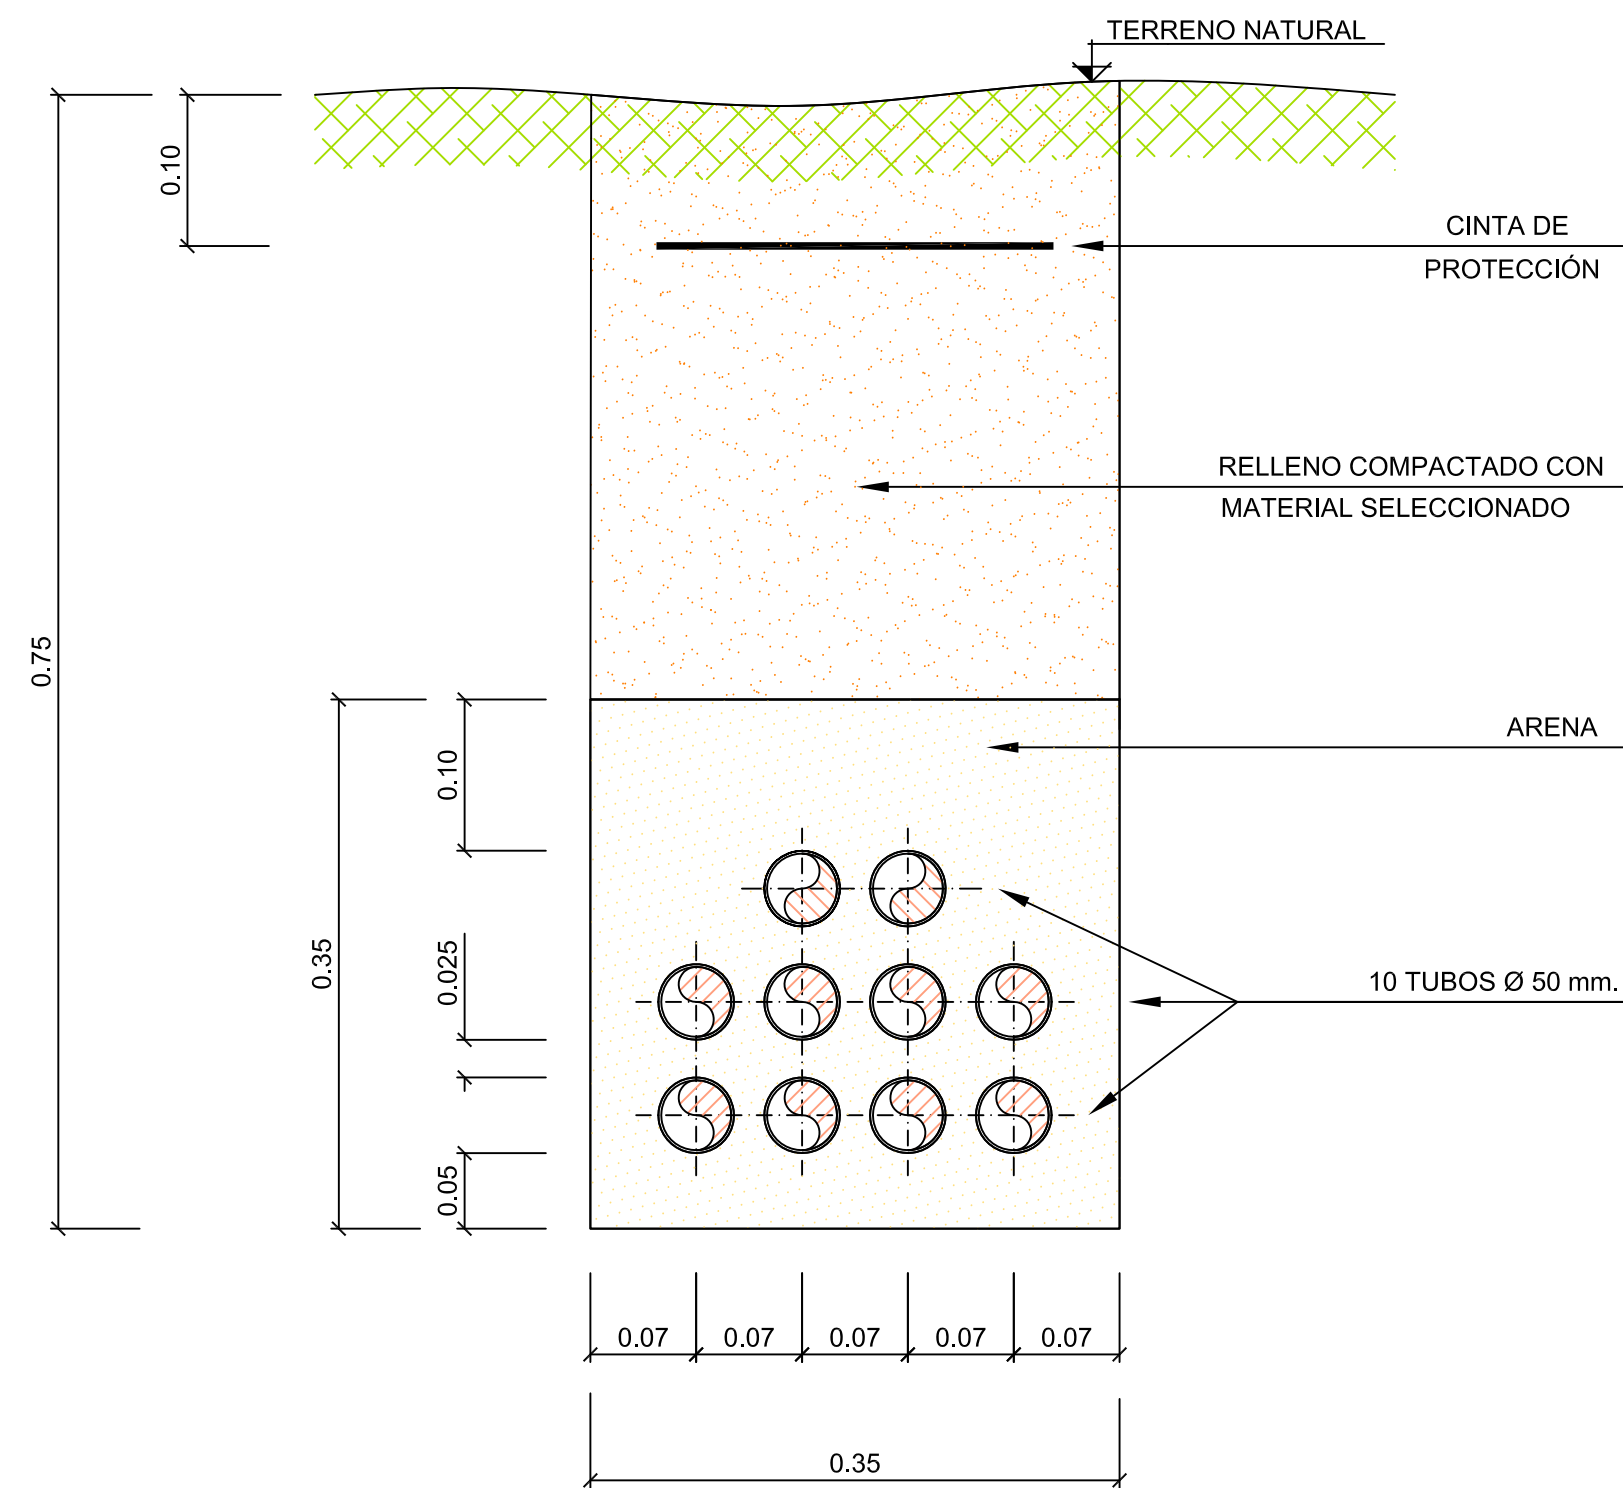 TERRENO NATURAL
0.10
CINTA DE
PROTECCIÓN
RELLENO COMPACTADO CON
MATERIAL SELECCIONADO
0.75
ARENA
0.10
0.35
0.025
10 TUBOS Ø 50 mm.
0.05
0.07 0.07 0.07 0.07 0.07
0.35